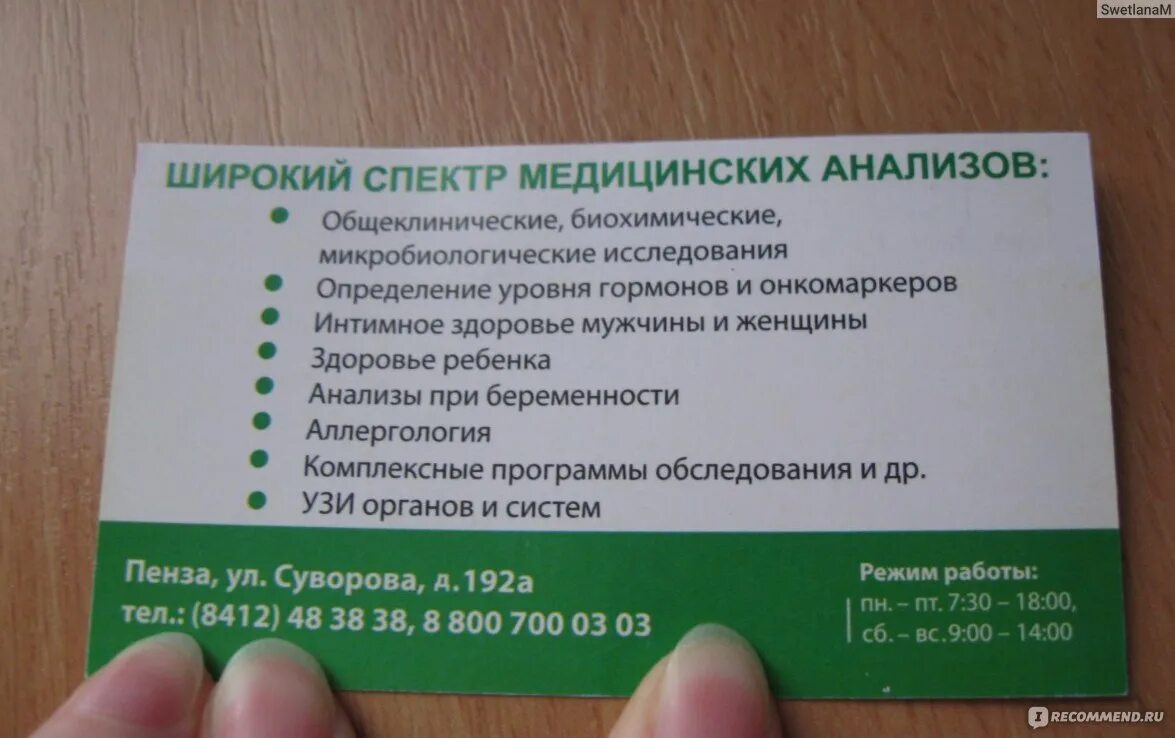 SwetlanaM
ШИРОКИЙ СПЕКТР МЕДИЦИНСКИХ АНАЛИЗОВ:
Общеклинические, биохимические,
микробиологические исследования
Определение уровня гормонов и онкомаркеров
Интимное здоровье мужчины и женщины
Здоровье ребенка
Анализы при беременности
Аллергология
Комплексные программы обследования и др.
УЗИ органов и систем
Пенза, ул. Суворова, д.192а
тел.: (8412) 48 38 38, 8 800 700 03 03
Режим работы:
пн. – пт. 7:30 – 18:00,
сб. – вс. 9:00 – 14:00
IRECOMMEND.RU